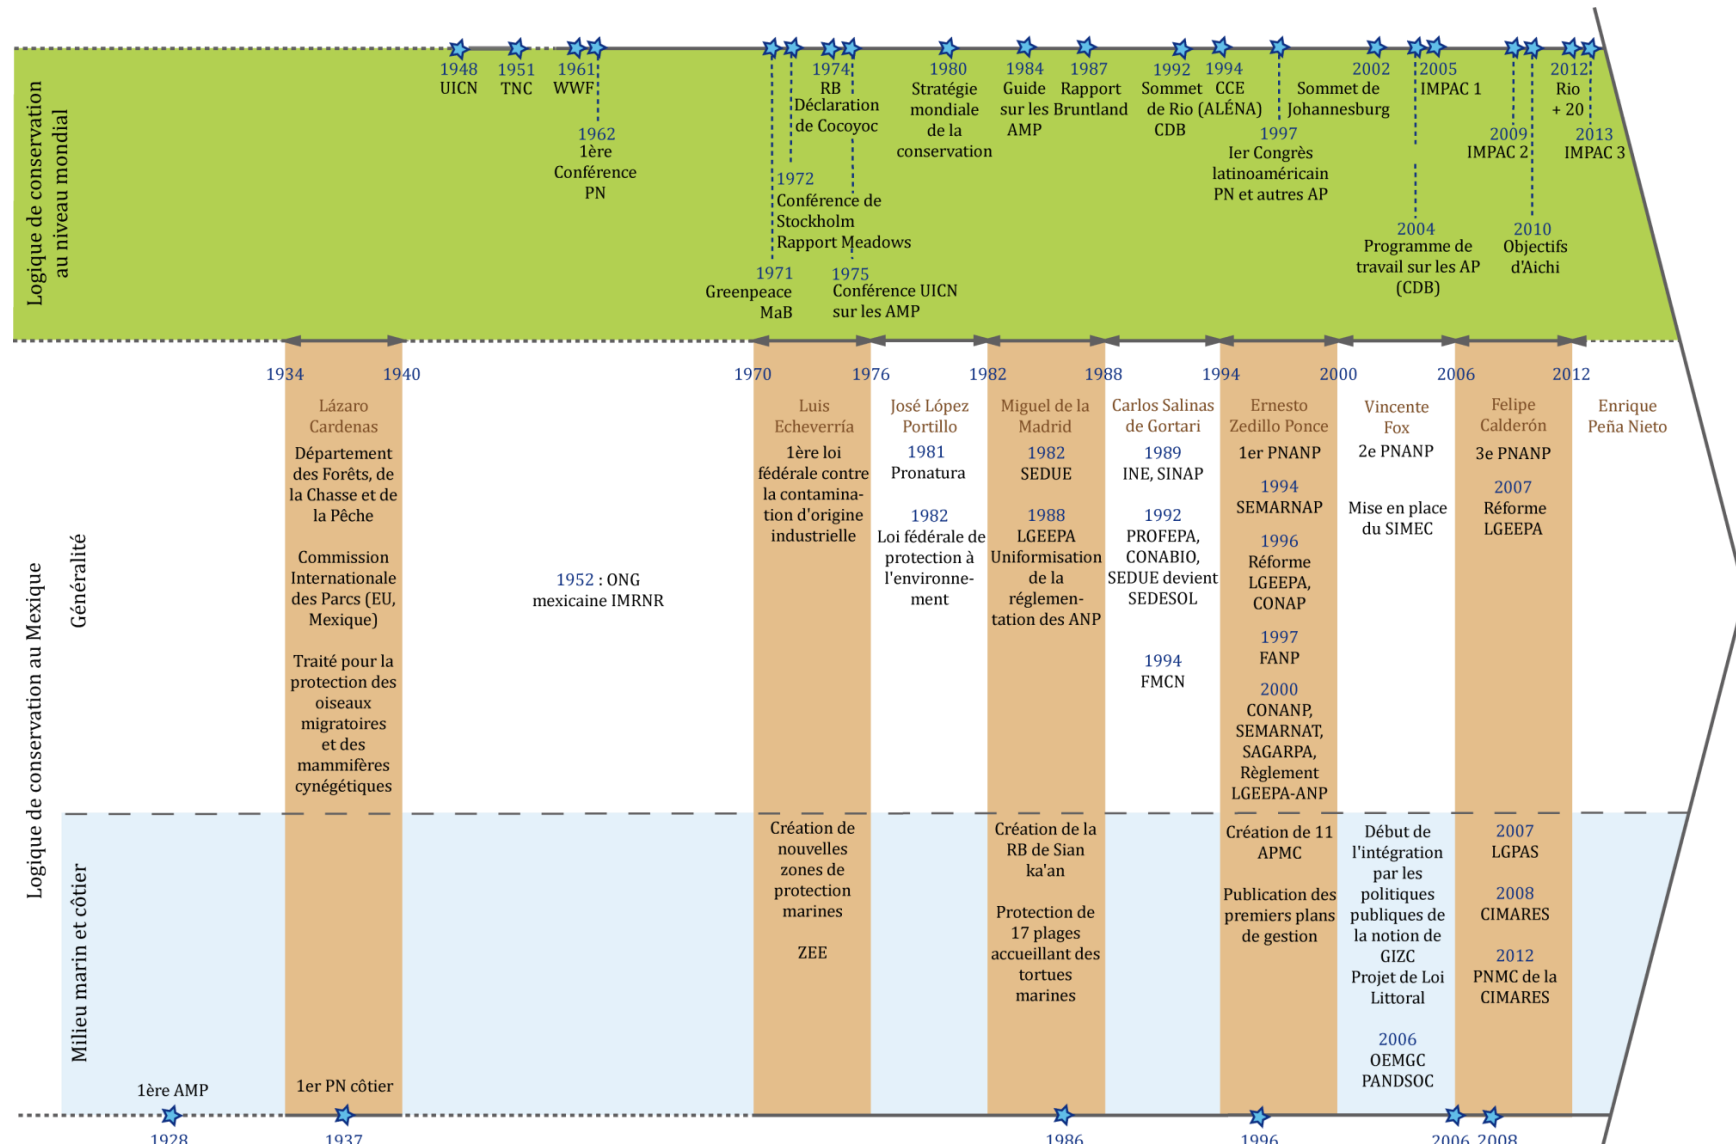 Logique de conservation
au niveau mondial
1948
UICN
1951
TNC
1961
WWF
1962
1ère
Conférence
PN
1971
Greenpeace
MaB
1972
Conférence de
Stockholm
Rapport Meadows
1974
RB
Déclaration
de Cocoyoc
1975
Conférence UICN
sur les AMP
1980
Stratégie
mondiale
de la
conservation
1984
Guide
sur les
AMP
1987
Rapport
Bruntland
1992
Sommet
de Rio
CDB
1994
CCE
(ALÉNA)
1997
Ier Congrès
latinoaméricain
PN et autres AP
2002
Sommet de
Johannesburg
2004
Programme de
travail sur les AP
(CDB)
2005
IMPAC 1
2009
IMPAC 2
2010
Objectifs
d'Aichi
2012
Rio
+ 20
2013
IMPAC 3
1934
1940
1970
1976
1982
1988
1994
2000
2006
2012
Logique de conservation au Mexique
Généralité
Lázaro
Cardenas
Département
des Forêts, de
la Chasse et de
la Pêche
Commission
Internationale
des Parcs (EU,
Mexique)
Traité pour la
protection des
oiseaux
migratoires
et des
mammifères
cynégétiques
1952 : ONG
mexicaine IMRNR
Luis
Echeverría
1ère loi
fédérale contre
la contamina-
tion d'origine
industrielle
José López
Portillo
1981
Pronatura
1982
Loi fédérale de
protection à
l'environne-
ment
Miguel de la
Madrid
1982
SEDUE
1988
LGEEPA
Uniformisation
de la
réglemen-
tation des ANP
Carlos Salinas
de Gortari
1989
INE, SINAP
1992
PROFEPA,
CONABIO,
SEDUE devient
SEDESOL
1994
FMCN
Ernesto
Zedillo Ponce
1er PNANP
1994
SEMARNAP
1996
Réforme
LGEEPA,
CONAP
1997
FANP
2000
CONANP,
SEMARNAT,
SAGARPA,
Règlement
LGEEPA-ANP
Vincente
Fox
2e PNANP
Mise en place
du SIMEC
Felipe
Calderón
3e PNANP
2007
Réforme
LGEEPA
Enrique
Peña Nieto
Milieu marin et côtier
1ère AMP
1er PN côtier
Création de
nouvelles
zones de
protection
marines
ZEE
Création de la
RB de Sian
ka'an
Protection de
17 plages
accueillant des
tortues
marines
Création de 11
APMC
Publication des
premiers plans
de gestion
Début de
l'intégration
par les
politiques
publiques de
la notion de
GIZC
Projet de Loi
Littoral
2006
OEMGC
PANDSOC
2007
LGPAS
2008
CIMARES
2012
PNMC de la
CIMARES
1928
1937
1986
1996
2006
2008